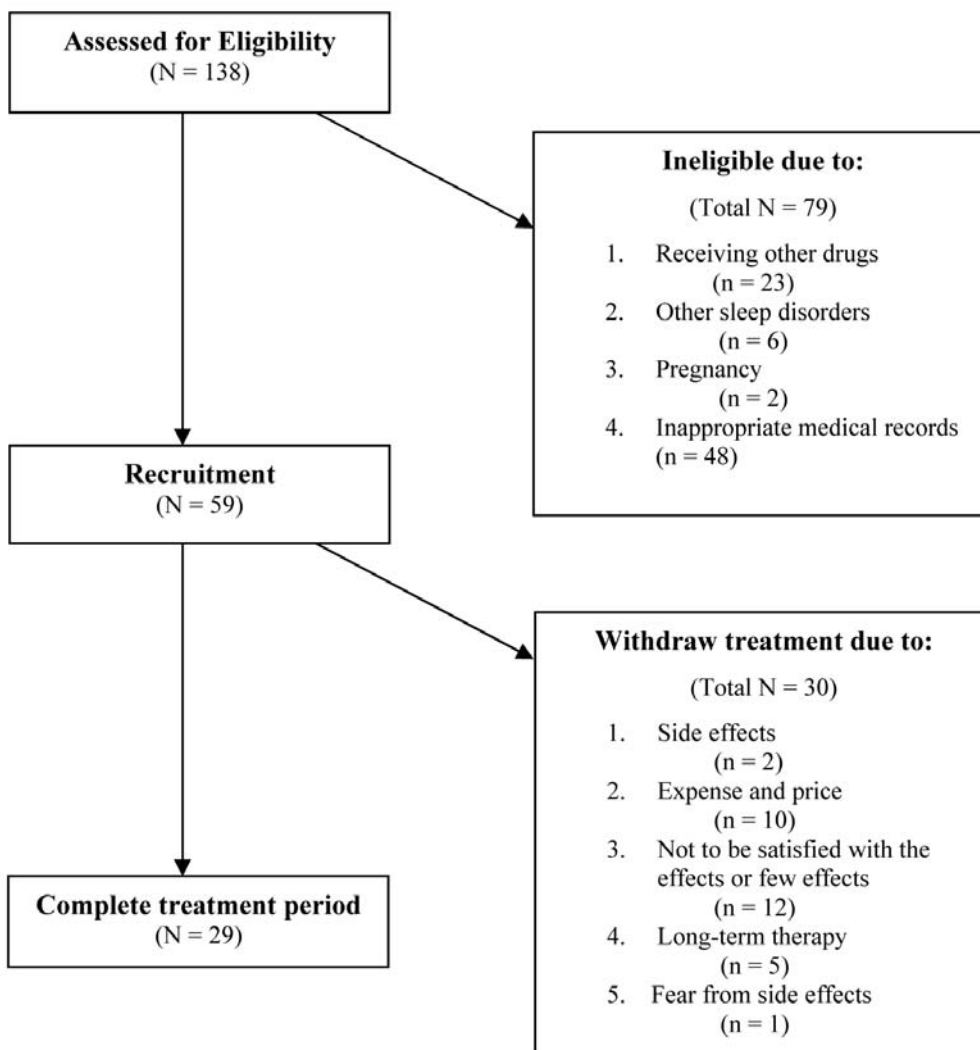 Assessed for Eligibility
(N = 138)
Ineligible due to:
(Total N = 79)
1. Receiving other drugs
(n = 23)
2. Other sleep disorders
(n = 6)
3. Pregnancy
(n = 2)
4. Inappropriate medical records
(n = 48)
Recruitment
(N = 59)
Withdraw treatment due to:
(Total N = 30)
1. Side effects
(n = 2)
2. Expense and price
(n = 10)
3. Not to be satisfied with the
effects or few effects
(n = 12)
4. Long-term therapy
(n = 5)
5. Fear from side effects
(n = 1)
Complete treatment period
(N = 29)